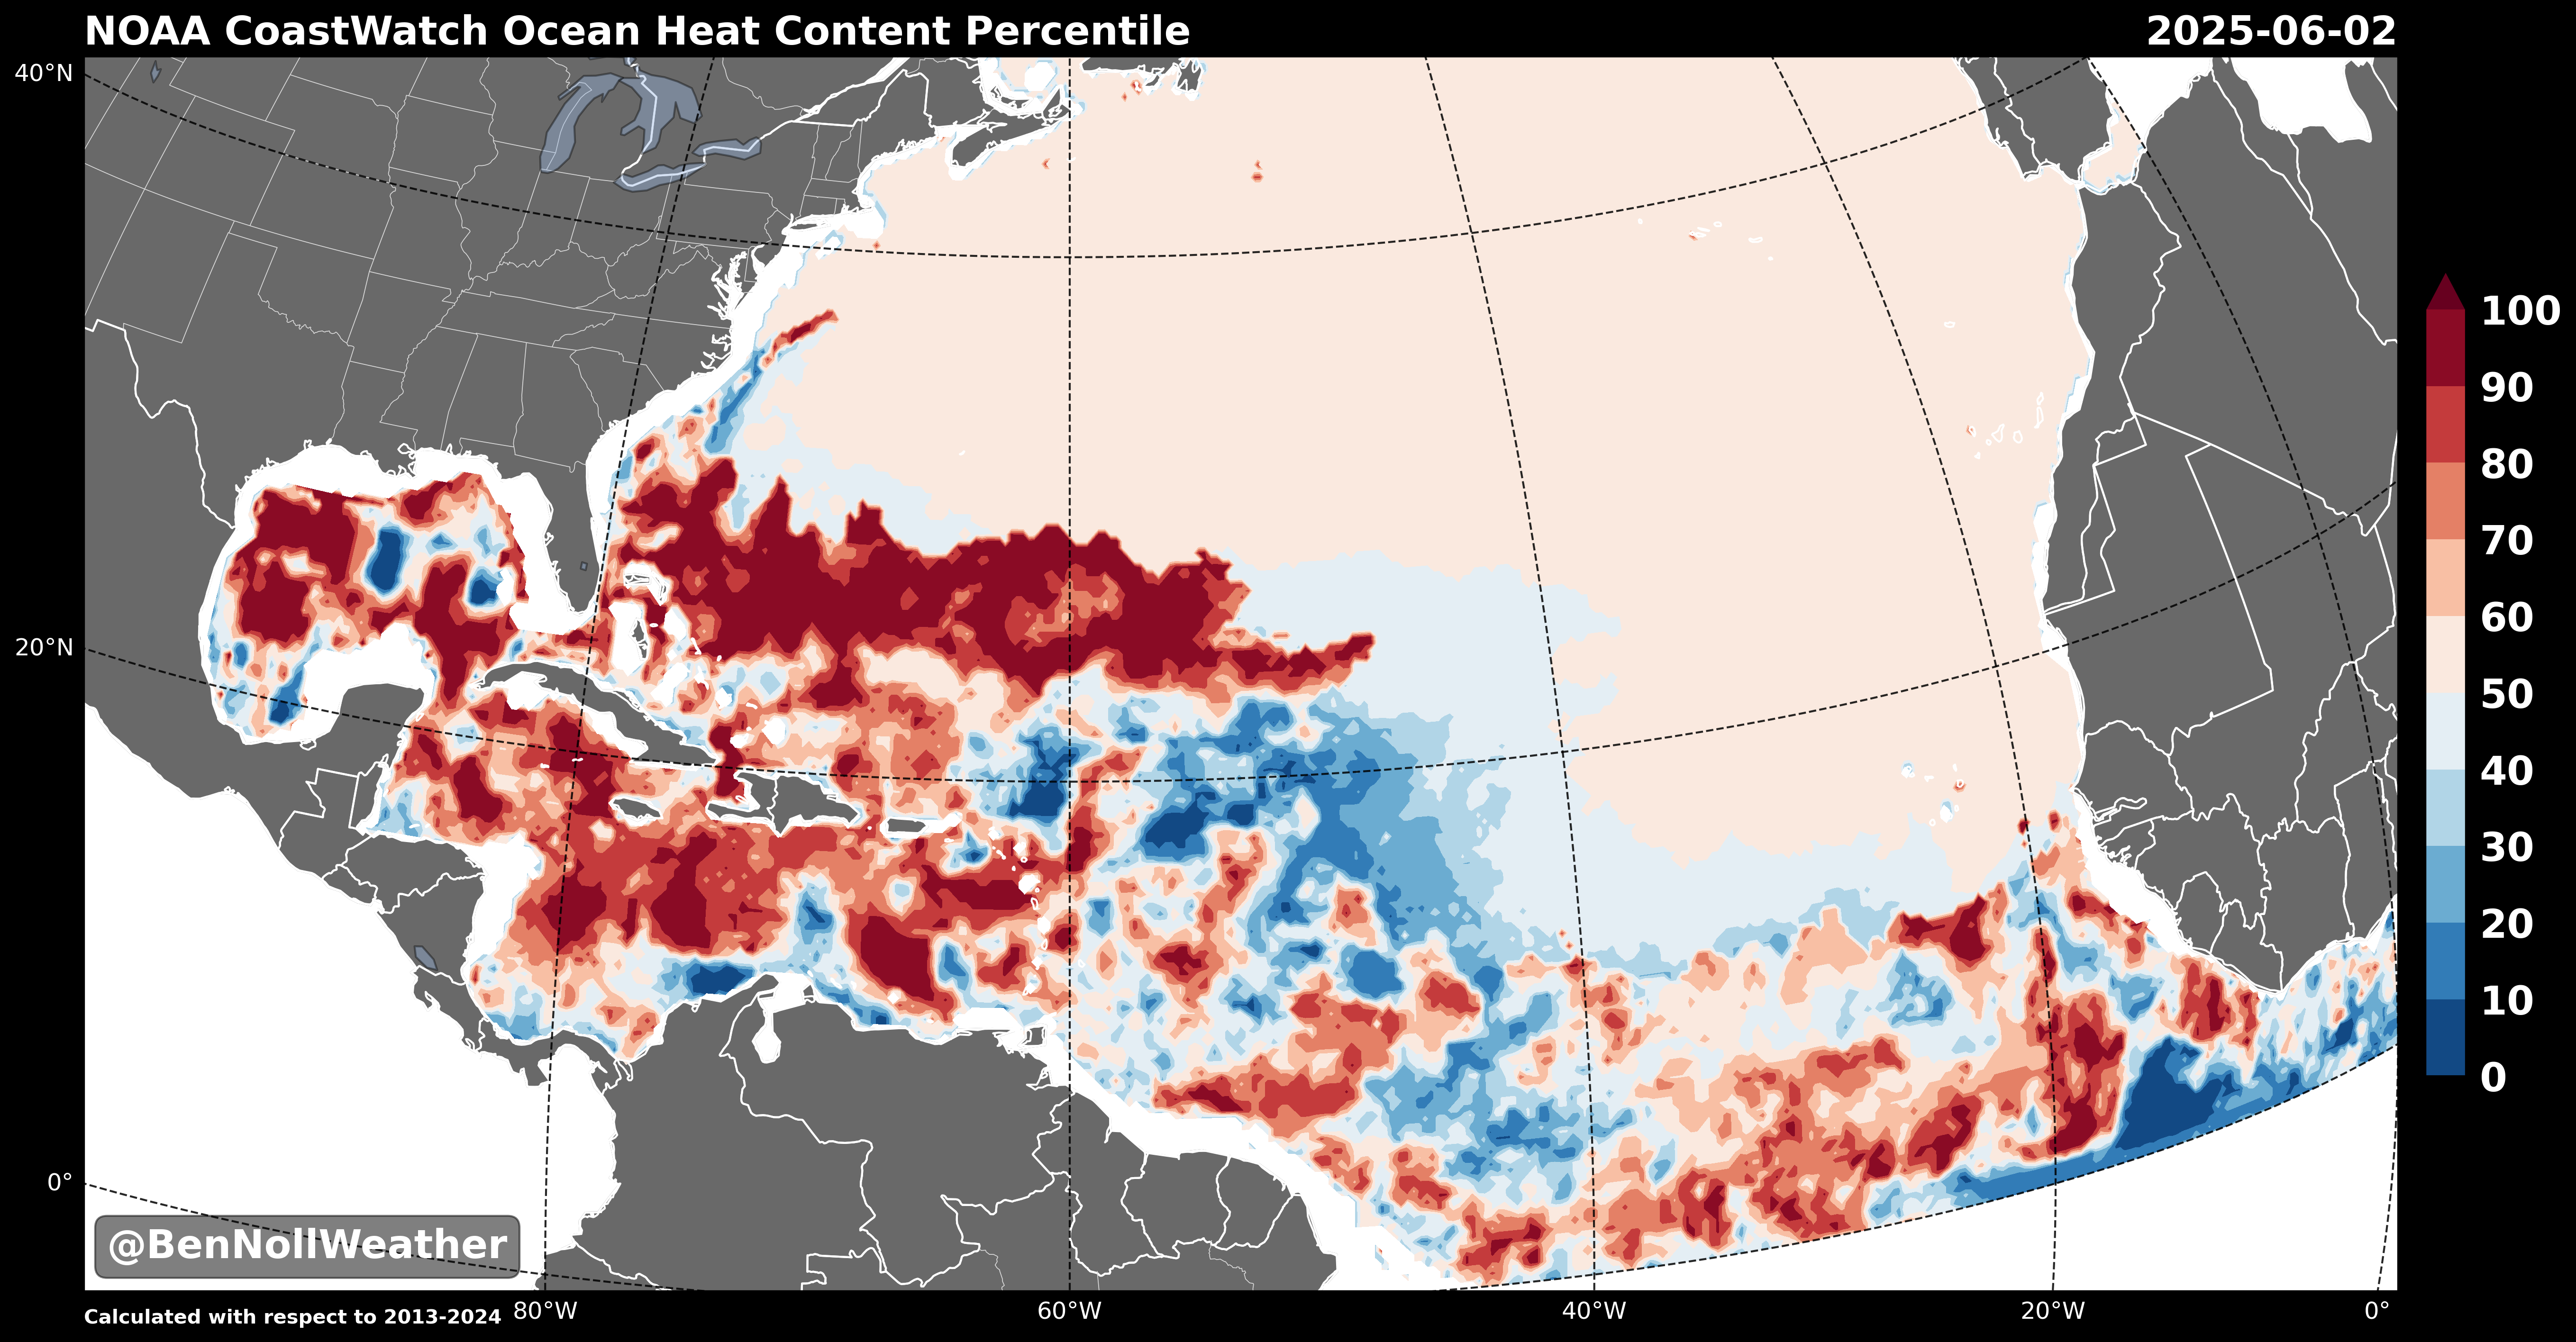 NOAA CoastWatch Ocean Heat Content Percentile
2025-06-02
40°N
20°N
0°
100
90
80
70
60
50
40
30
20
10
0
@BenNollWeather
Calculated with respect to 2013-2024
80°W
60°W
40°W
20°W
0°